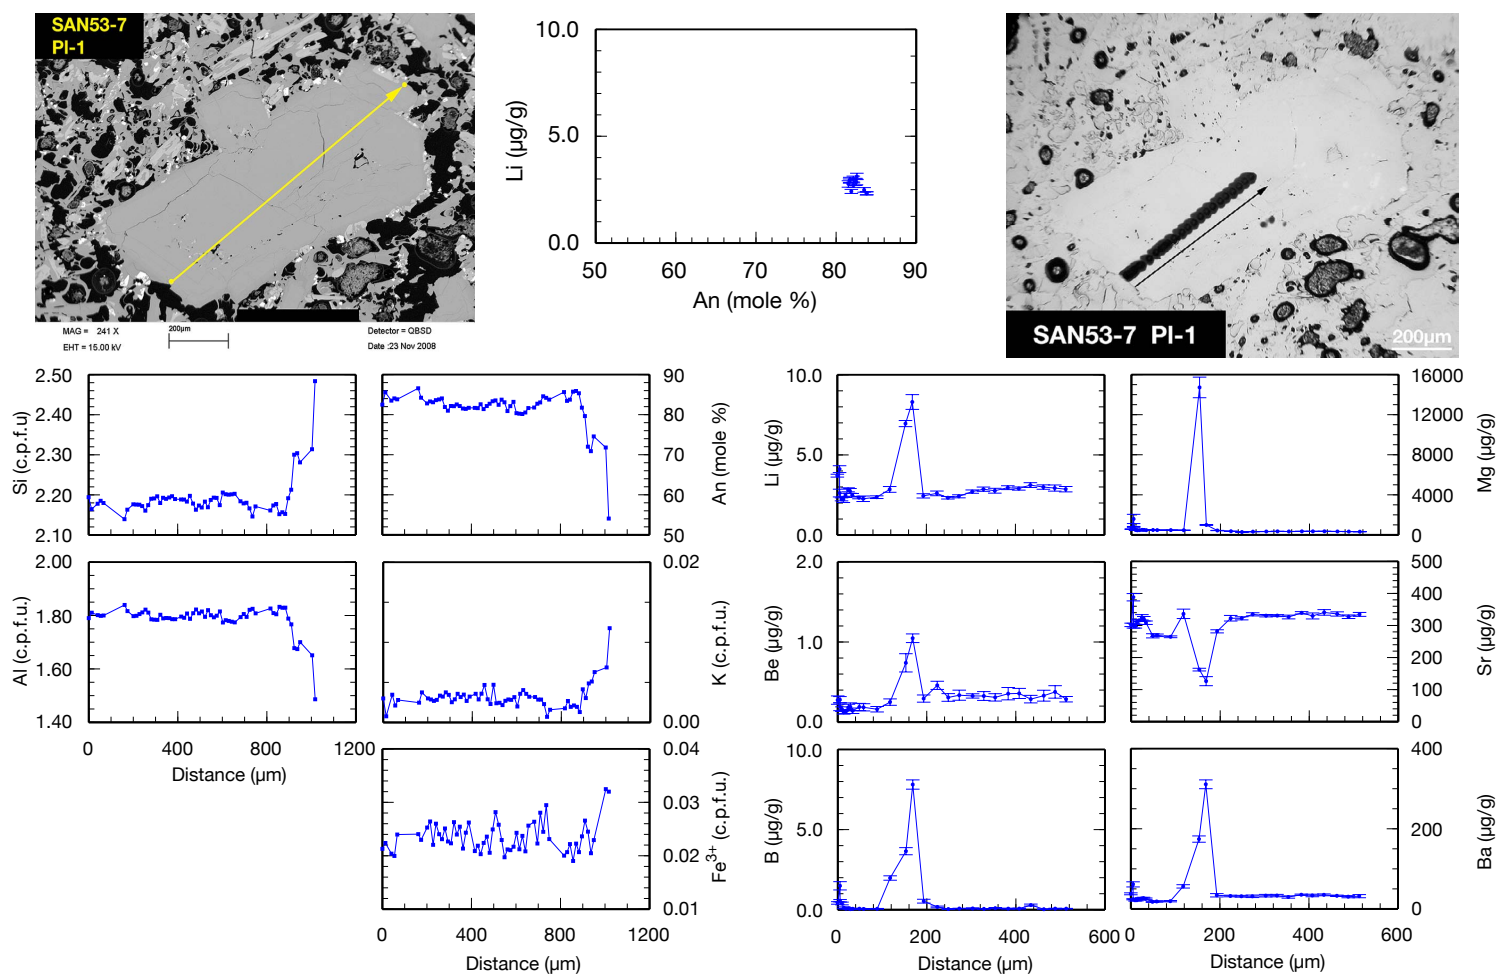 SAN53-7
Pl-1
MAG = 241 X
200µm
Detector = QBSD
EHT = 15.00 kV
Date :23 Nov 2008
10.0
5.0
0.0
Li (µg/g)
50 60 70 80 90
An (mole %)
SAN53-7 Pl-1
200µm
2.50
2.40
2.30
2.20
2.10
Si (c.p.f.u)
90
80
70
60
50
An (mole %)
10.0
5.0
0.0
Li (µg/g)
16000
12000
8000
4000
0
Mg (µg/g)
2.00
1.80
1.60
1.40
Al (c.p.f.u.)
0 400 800 1200
Distance (µm)
0.02
0.00
K (c.p.f.u.)
2.0
1.0
0.0
Be (µg/g)
500
400
300
200
100
0
Sr (µg/g)
0.04
0.03
0.02
0.01
Fe³⁺ (c.p.f.u.)
0 400 800 1200
Distance (µm)
10.0
5.0
0.0
B (µg/g)
0 200 400 600
Distance (µm)
400
200
0
Ba (µg/g)
0 200 400 600
Distance (µm)